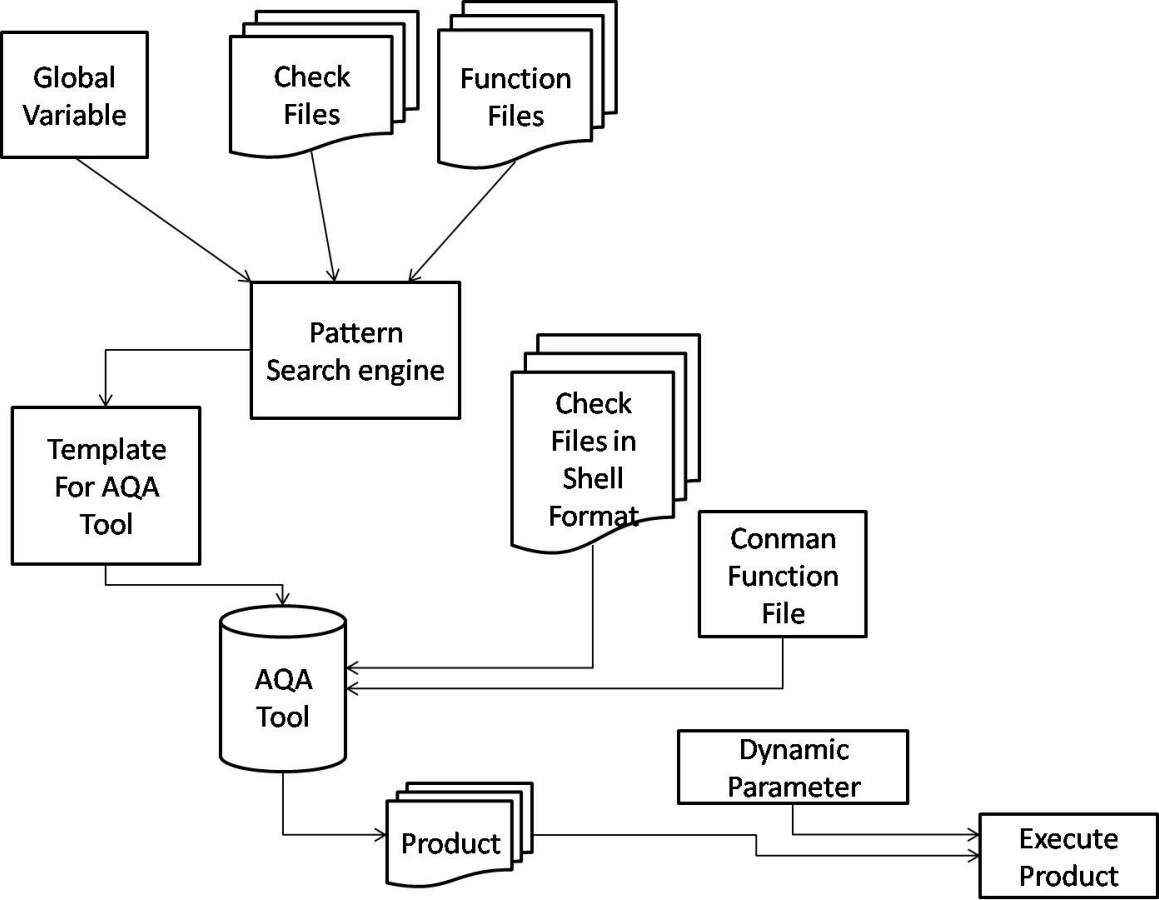 Global
Variable
Check
Files
Function
Files
Pattern
Search engine
Template
For AQA
Tool
Check
Files in
Shell
Format
Conman
Function
File
AQA
Tool
Dynamic
Parameter
Product
Execute
Product